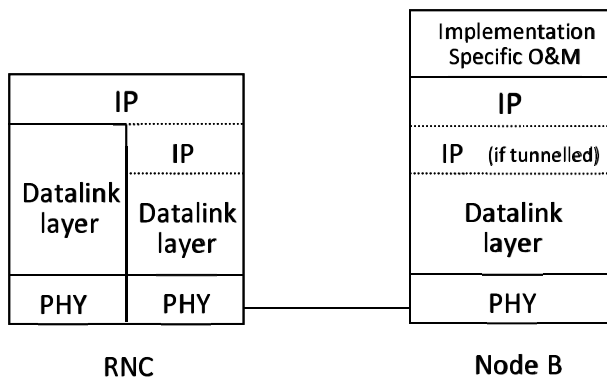 Implementation
Specific O&M
IP
IP
IP
IP (if tunnelled)
Datalink
layer
Datalink
layer
Datalink
layer
PHY
PHY
PHY
RNC
Node B